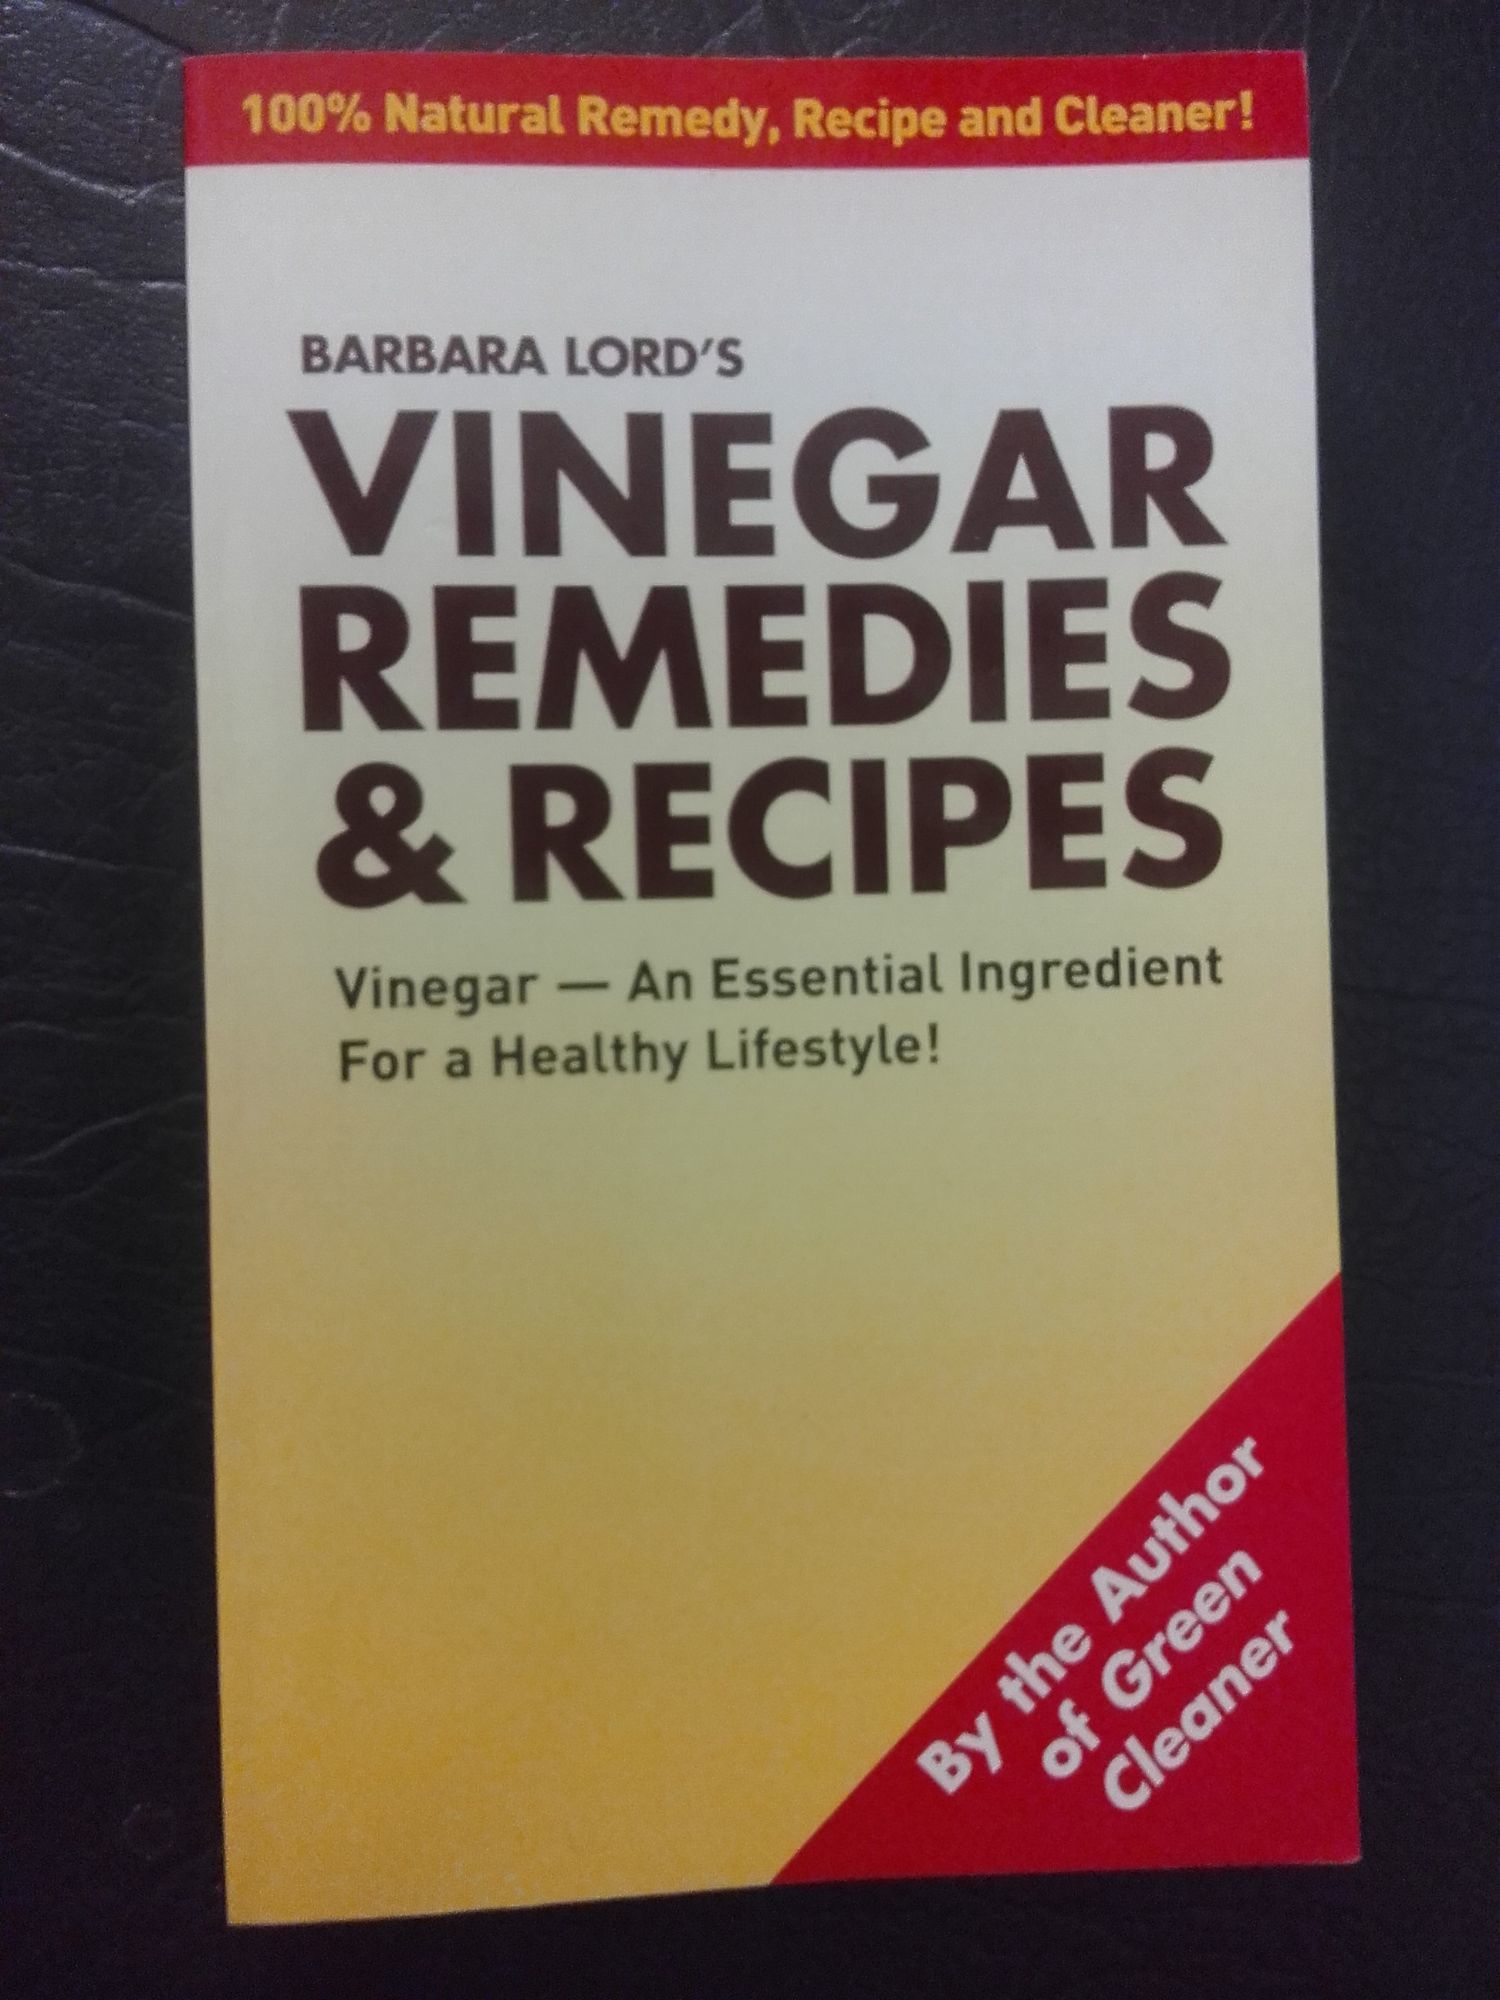 100% Natural Remedy, Recipe and Cleaner!
BARBARA LORD'S
VINEGAR
REMEDIES
& RECIPES
Vinegar — An Essential Ingredient
For a Healthy Lifestyle!
By the Author
of Green
Cleaner